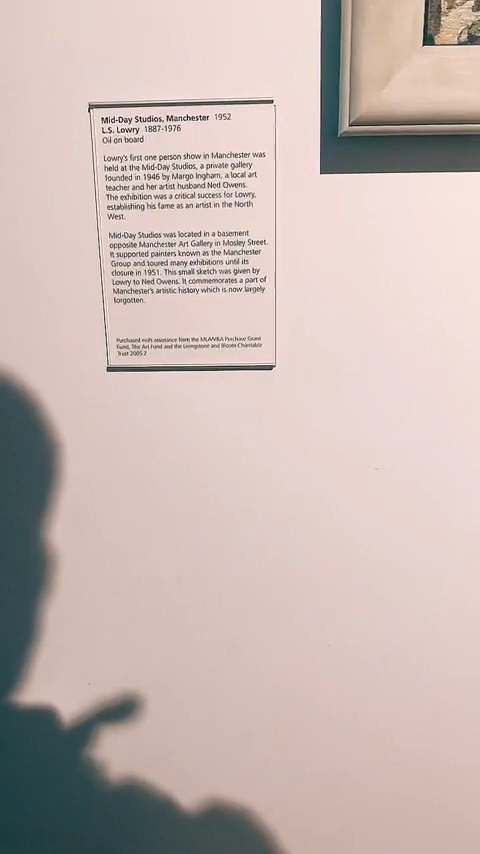 Mid-Day Studios, Manchester 1952
L.S. Lowry 1887-1976
Oil on board
Lowry's first one person show in Manchester was
held at the Mid-Day Studios, a private gallery
founded in 1946 by Margo Ingham, a local art
teacher and her artist husband Ned Owens.
The exhibition was a critical success for Lowry,
establishing his fame as an artist in the North
West.
Mid-Day Studios was located in a basement
opposite Manchester Art Gallery in Mosley Street.
It supported painters known as the Manchester
Group and toured many exhibitions until its
closure in 1951. This small sketch was given by
Lowry to Ned Owens. It commemorates a part of
Manchester's artistic history which is now largely
forgotten.
Purchased with assistance from the MLA/V&A Purchase Grant
Fund, The Art Fund and the Livingstone and Bloom Charitable
Trust 2005.2